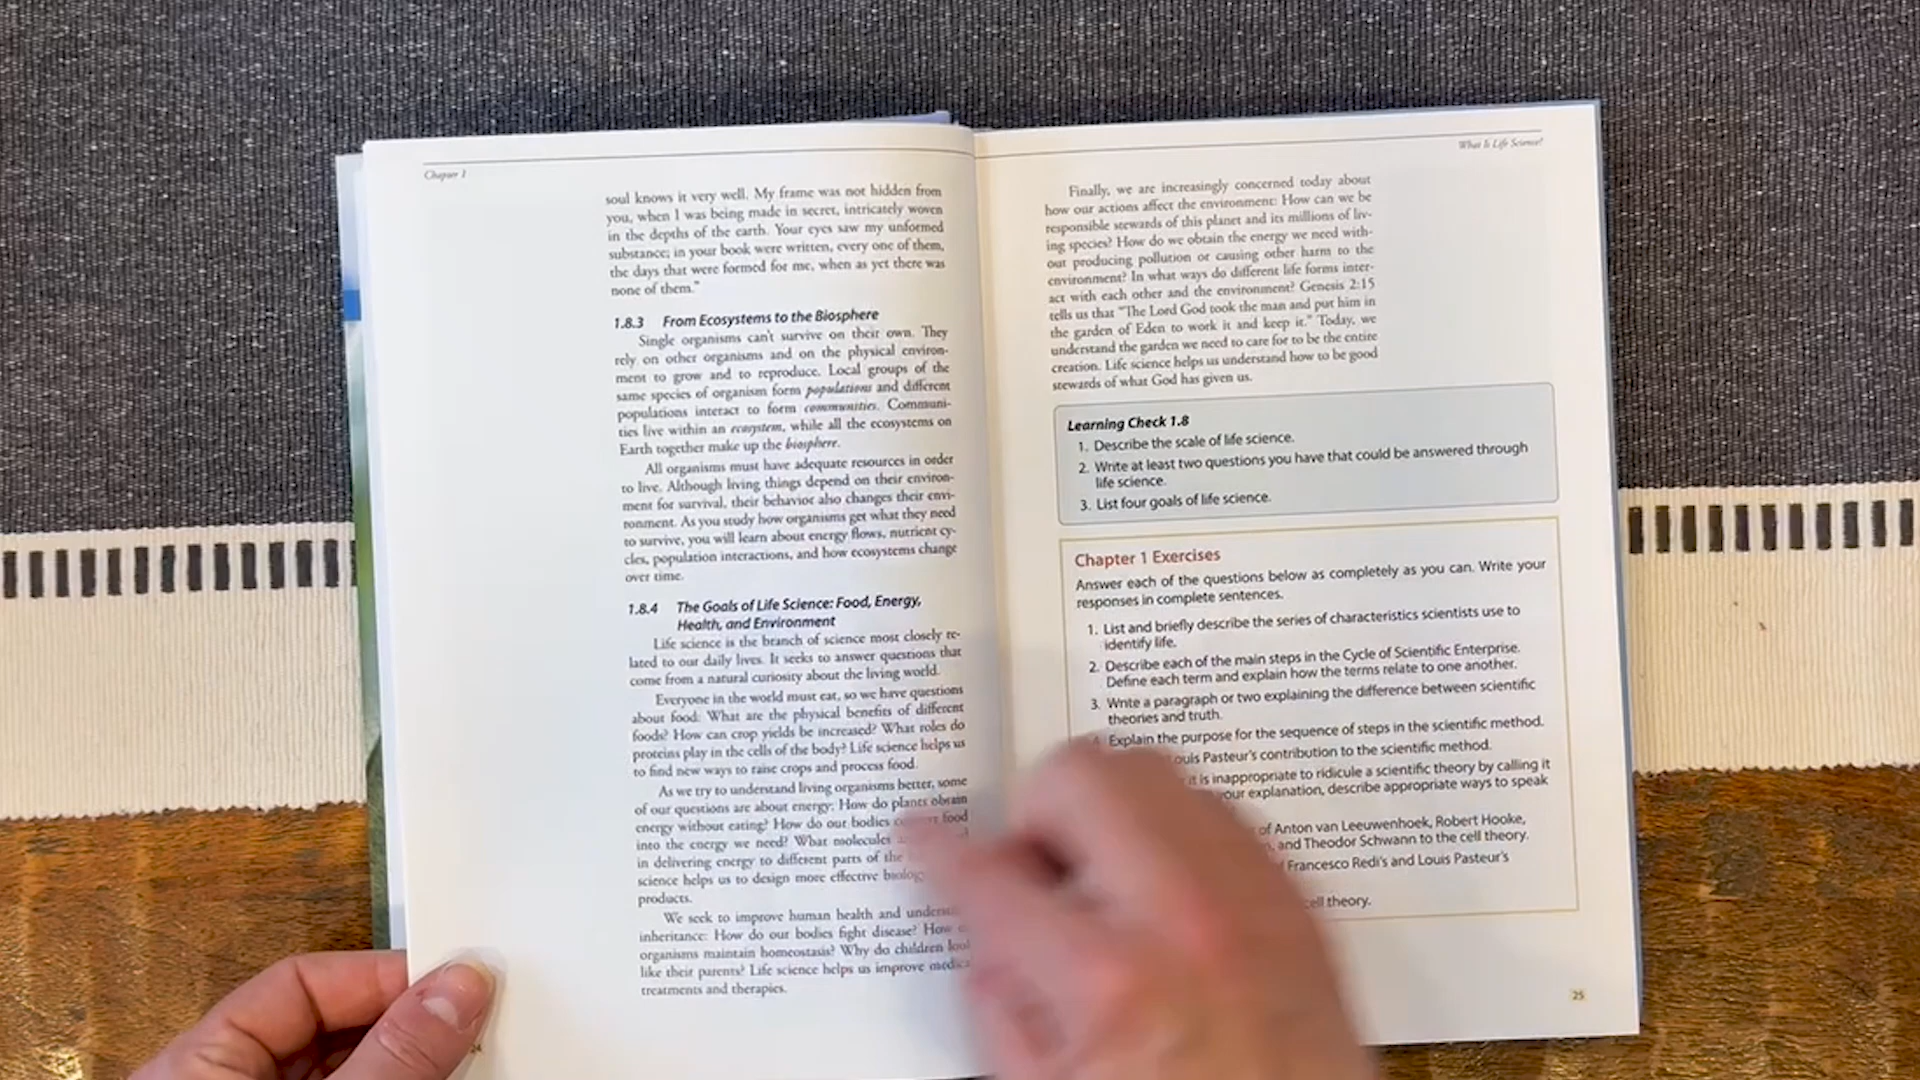 Chapter 1
soul knows it very well. My frame was not hidden from
you, when I was being made in secret, intricately woven
in the depths of the earth. Your eyes saw my unformed
substance; in your book were written, every one of them,
the days that were formed for me, when as yet there was
none of them."
1.8.3 From Ecosystems to the Biosphere
Single organisms can't survive on their own. They
rely on other organisms and on the physical environ-
ment to grow and to reproduce. Local groups of the
same species of organism form populations and different
populations interact to form communities. Communi-
ties live within an ecosystem, while all the ecosystems on
Earth together make up the biosphere.
All organisms must have adequate resources in order
to live. Although living things depend on their environ-
ment for survival, their behavior also changes their envi-
ronment. As you study how organisms get what they need
to survive, you will learn about energy flows, nutrient cy-
cles, population interactions, and how ecosystems change
over time.
1.8.4 The Goals of Life Science: Food, Energy,
Health, and Environment
Life science is the branch of science most closely re-
lated to our daily lives. It seeks to answer questions that
come from a natural curiosity about the living world.
Everyone in the world must eat, so we have questions
about food: What are the physical benefits of different
foods? How can crop yields be increased? What roles do
proteins play in the cells of the body? Life science helps us
to find new ways to raise crops and process food.
As we try to understand living organisms better, some
of our questions are about energy: How do plants obtain
energy without eating? How do our bodies food
into the energy we need? What molecules
in delivering energy to different parts of the
science helps us to design more effective
products.
We seek to improve human health and
inheritance: How do our bodies fight disease? How
organisms maintain homeostasis? Why do children look
like their parents? Life science helps us improve medical
treatments and therapies.
What Is Life Science?
Finally, we are increasingly concerned today about
how our actions affect the environment: How can we be
responsible stewards of this planet and its millions of liv-
ing species? How do we obtain the energy we need with-
out producing pollution or causing other harm to the
environment? In what ways do different life forms inter-
act with each other and the environment? Genesis 2:15
tells us that "The Lord God took the man and put him in
the garden of Eden to work it and keep it." Today, we
understand the garden we need to care for to be the entire
creation. Life science helps us understand how to be good
stewards of what God has given us.
Learning Check 1.8
1. Describe the scale of life science.
2. Write at least two questions you have that could be answered through
life science.
3. List four goals of life science.
Chapter 1 Exercises
Answer each of the questions below as completely as you can. Write your
responses in complete sentences.
1. List and briefly describe the series of characteristics scientists use to
identify life.
2. Describe each of the main steps in the Cycle of Scientific Enterprise.
Define each term and explain how the terms relate to one another.
3. Write a paragraph or two explaining the difference between scientific
theories and truth.
4. Explain the purpose for the sequence of steps in the scientific method.
Pasteur's contribution to the scientific method.
it is inappropriate to ridicule a scientific theory by calling it
your explanation, describe appropriate ways to speak
of Anton van Leeuwenhoek, Robert Hooke,
and Theodor Schwann to the cell theory.
Francesco Redi's and Louis Pasteur's
cell theory.
25